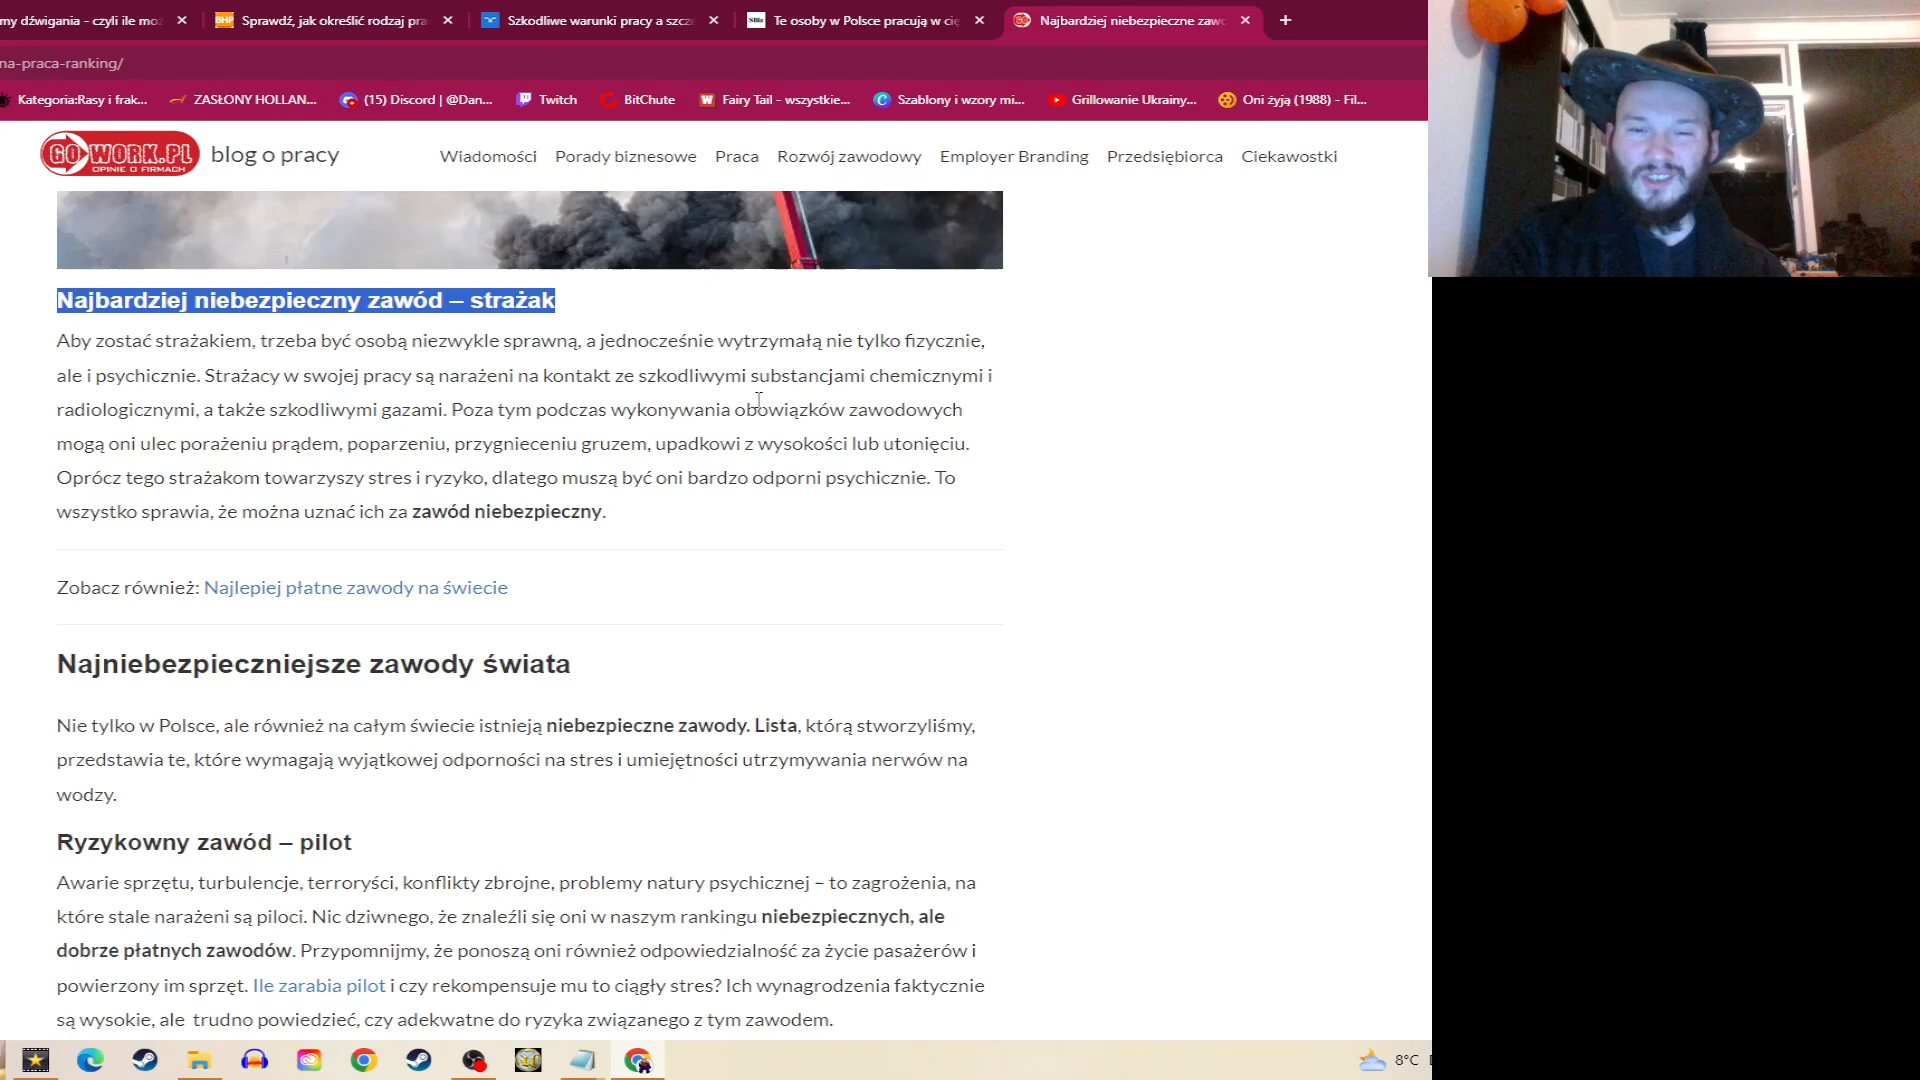 my dźwigania - czyli ile moż
BHP
Sprawdź, jak określić rodzaj pra
Szkodliwe warunki pracy a szcze
SBiz
Te osoby w Polsce pracują w cię
Najbardziej niebezpieczne zawo
na-praca-ranking/
Kategoria:Rasy i frak...
ZASŁONY HOLLAN...
(15) Discord | @Dan...
Twitch
BitChute
Fairy Tail - wszystkie...
Szablony i wzory mi...
Grillowanie Ukrainy...
Oni żyją (1988) - Fil...
GO WORK.PL
OPINIE O FIRMACH
blog o pracy
Wiadomości
Porady biznesowe
Praca
Rozwój zawodowy
Employer Branding
Przedsiębiorca
Ciekawostki
Najbardziej niebezpieczny zawód – strażak
Aby zostać strażakiem, trzeba być osobą niezwykle sprawną, a jednocześnie wytrzymałą nie tylko fizycznie,
ale i psychicznie. Strażacy w swojej pracy są narażeni na kontakt ze szkodliwymi substancjami chemicznymi i
radiologicznymi, a także szkodliwymi gazami. Poza tym podczas wykonywania obowiązków zawodowych
mogą oni ulec porażeniu prądem, poparzeniu, przygnieceniu gruzem, upadkowi z wysokości lub utonięciu.
Oprócz tego strażakom towarzyszy stres i ryzyko, dlatego muszą być oni bardzo odporni psychicznie. To
wszystko sprawia, że można uznać ich za zawód niebezpieczny.
Zobacz również: Najlepiej płatne zawody na świecie
Najniebezpieczniejsze zawody świata
Nie tylko w Polsce, ale również na całym świecie istnieją niebezpieczne zawody. Lista, którą stworzyliśmy,
przedstawia te, które wymagają wyjątkowej odporności na stres i umiejętności utrzymywania nerwów na
wodzy.
Ryzykowny zawód – pilot
Awarie sprzętu, turbulencje, terroryści, konflikty zbrojne, problemy natury psychicznej – to zagrożenia, na
które stale narażeni są piloci. Nic dziwnego, że znaleźli się oni w naszym rankingu niebezpiecznych, ale
dobrze płatnych zawodów. Przypomnijmy, że ponoszą oni również odpowiedzialność za życie pasażerów i
powierzony im sprzęt. Ile zarabia pilot i czy rekompensuje mu to ciągły stres? Ich wynagrodzenia faktycznie
są wysokie, ale  trudno powiedzieć, czy adekwatne do ryzyka związanego z tym zawodem.
8°C